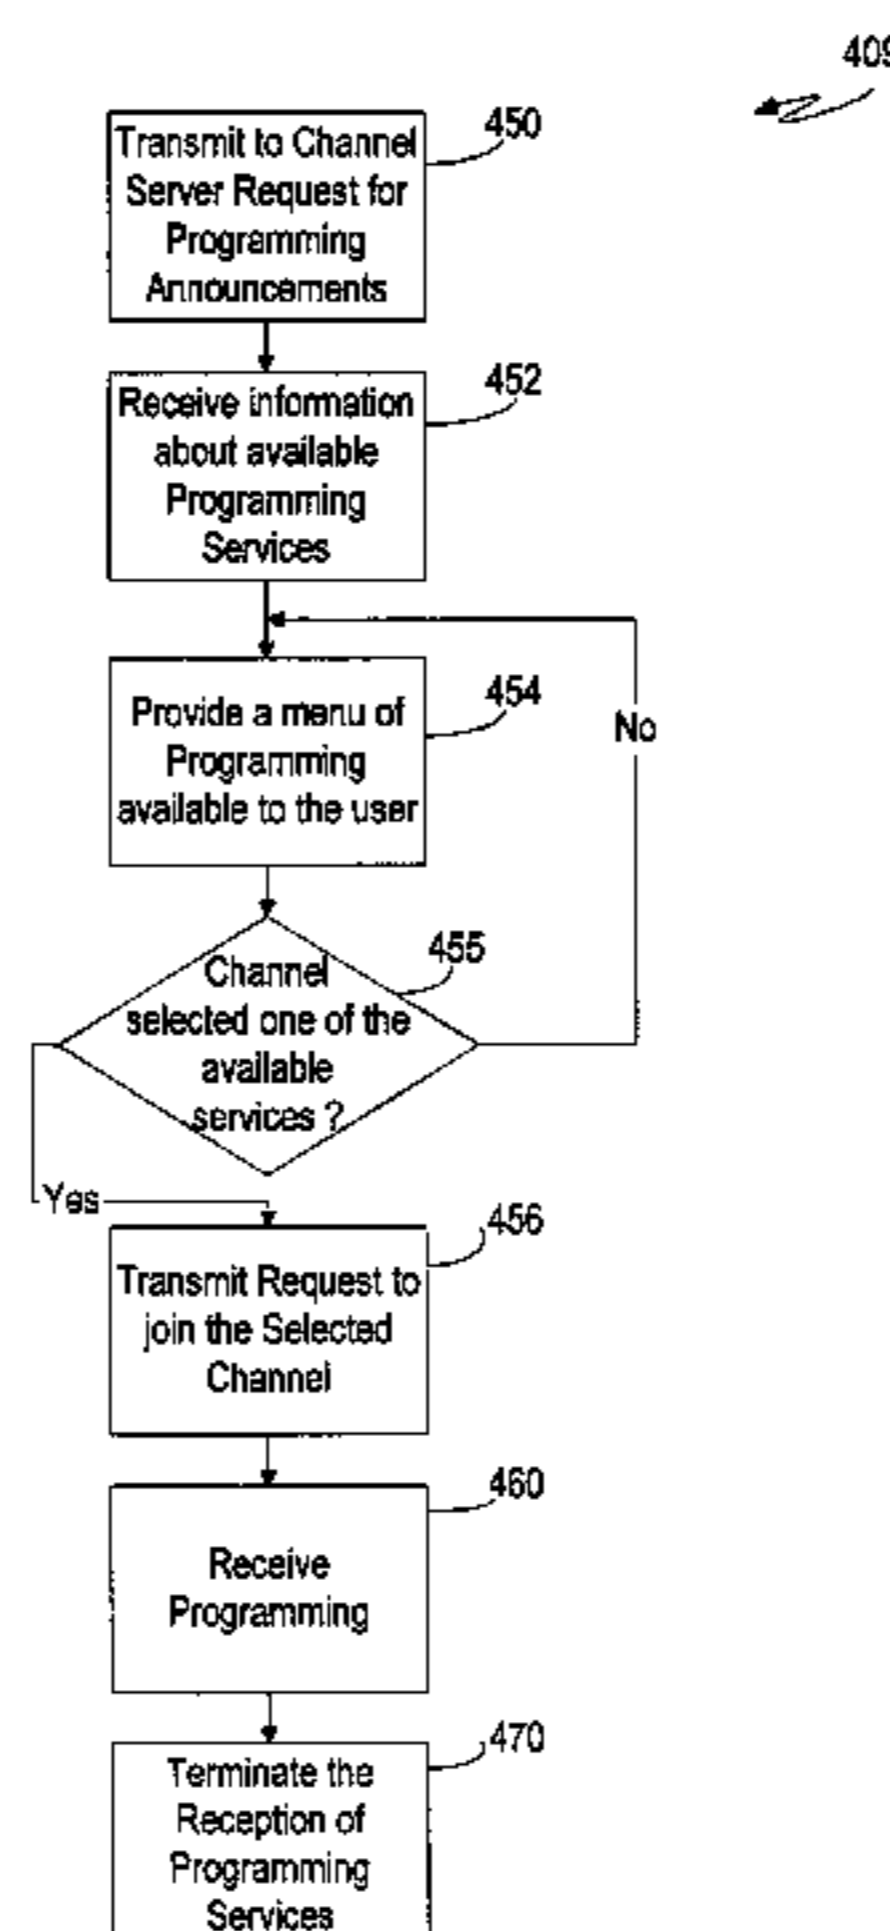 409
450
Transmit to Channel
Server Request for
Programming
Announcements
452
Receive information
about available
Programming
Services
454
Provide a menu of
Programming
available to the user
No
455
Channel
selected one of the
available
services ?
Yes
456
Transmit Request to
join the Selected
Channel
460
Receive
Programming
470
Terminate the
Reception of
Programming
Services